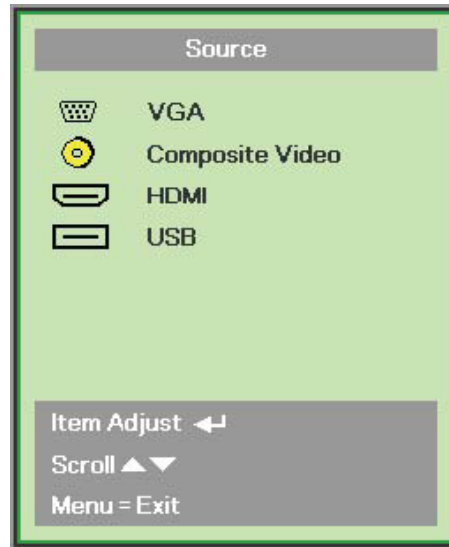 Source
VGA
Composite Video
HDMI
USB
Item Adjust
Scroll
Menu = Exit